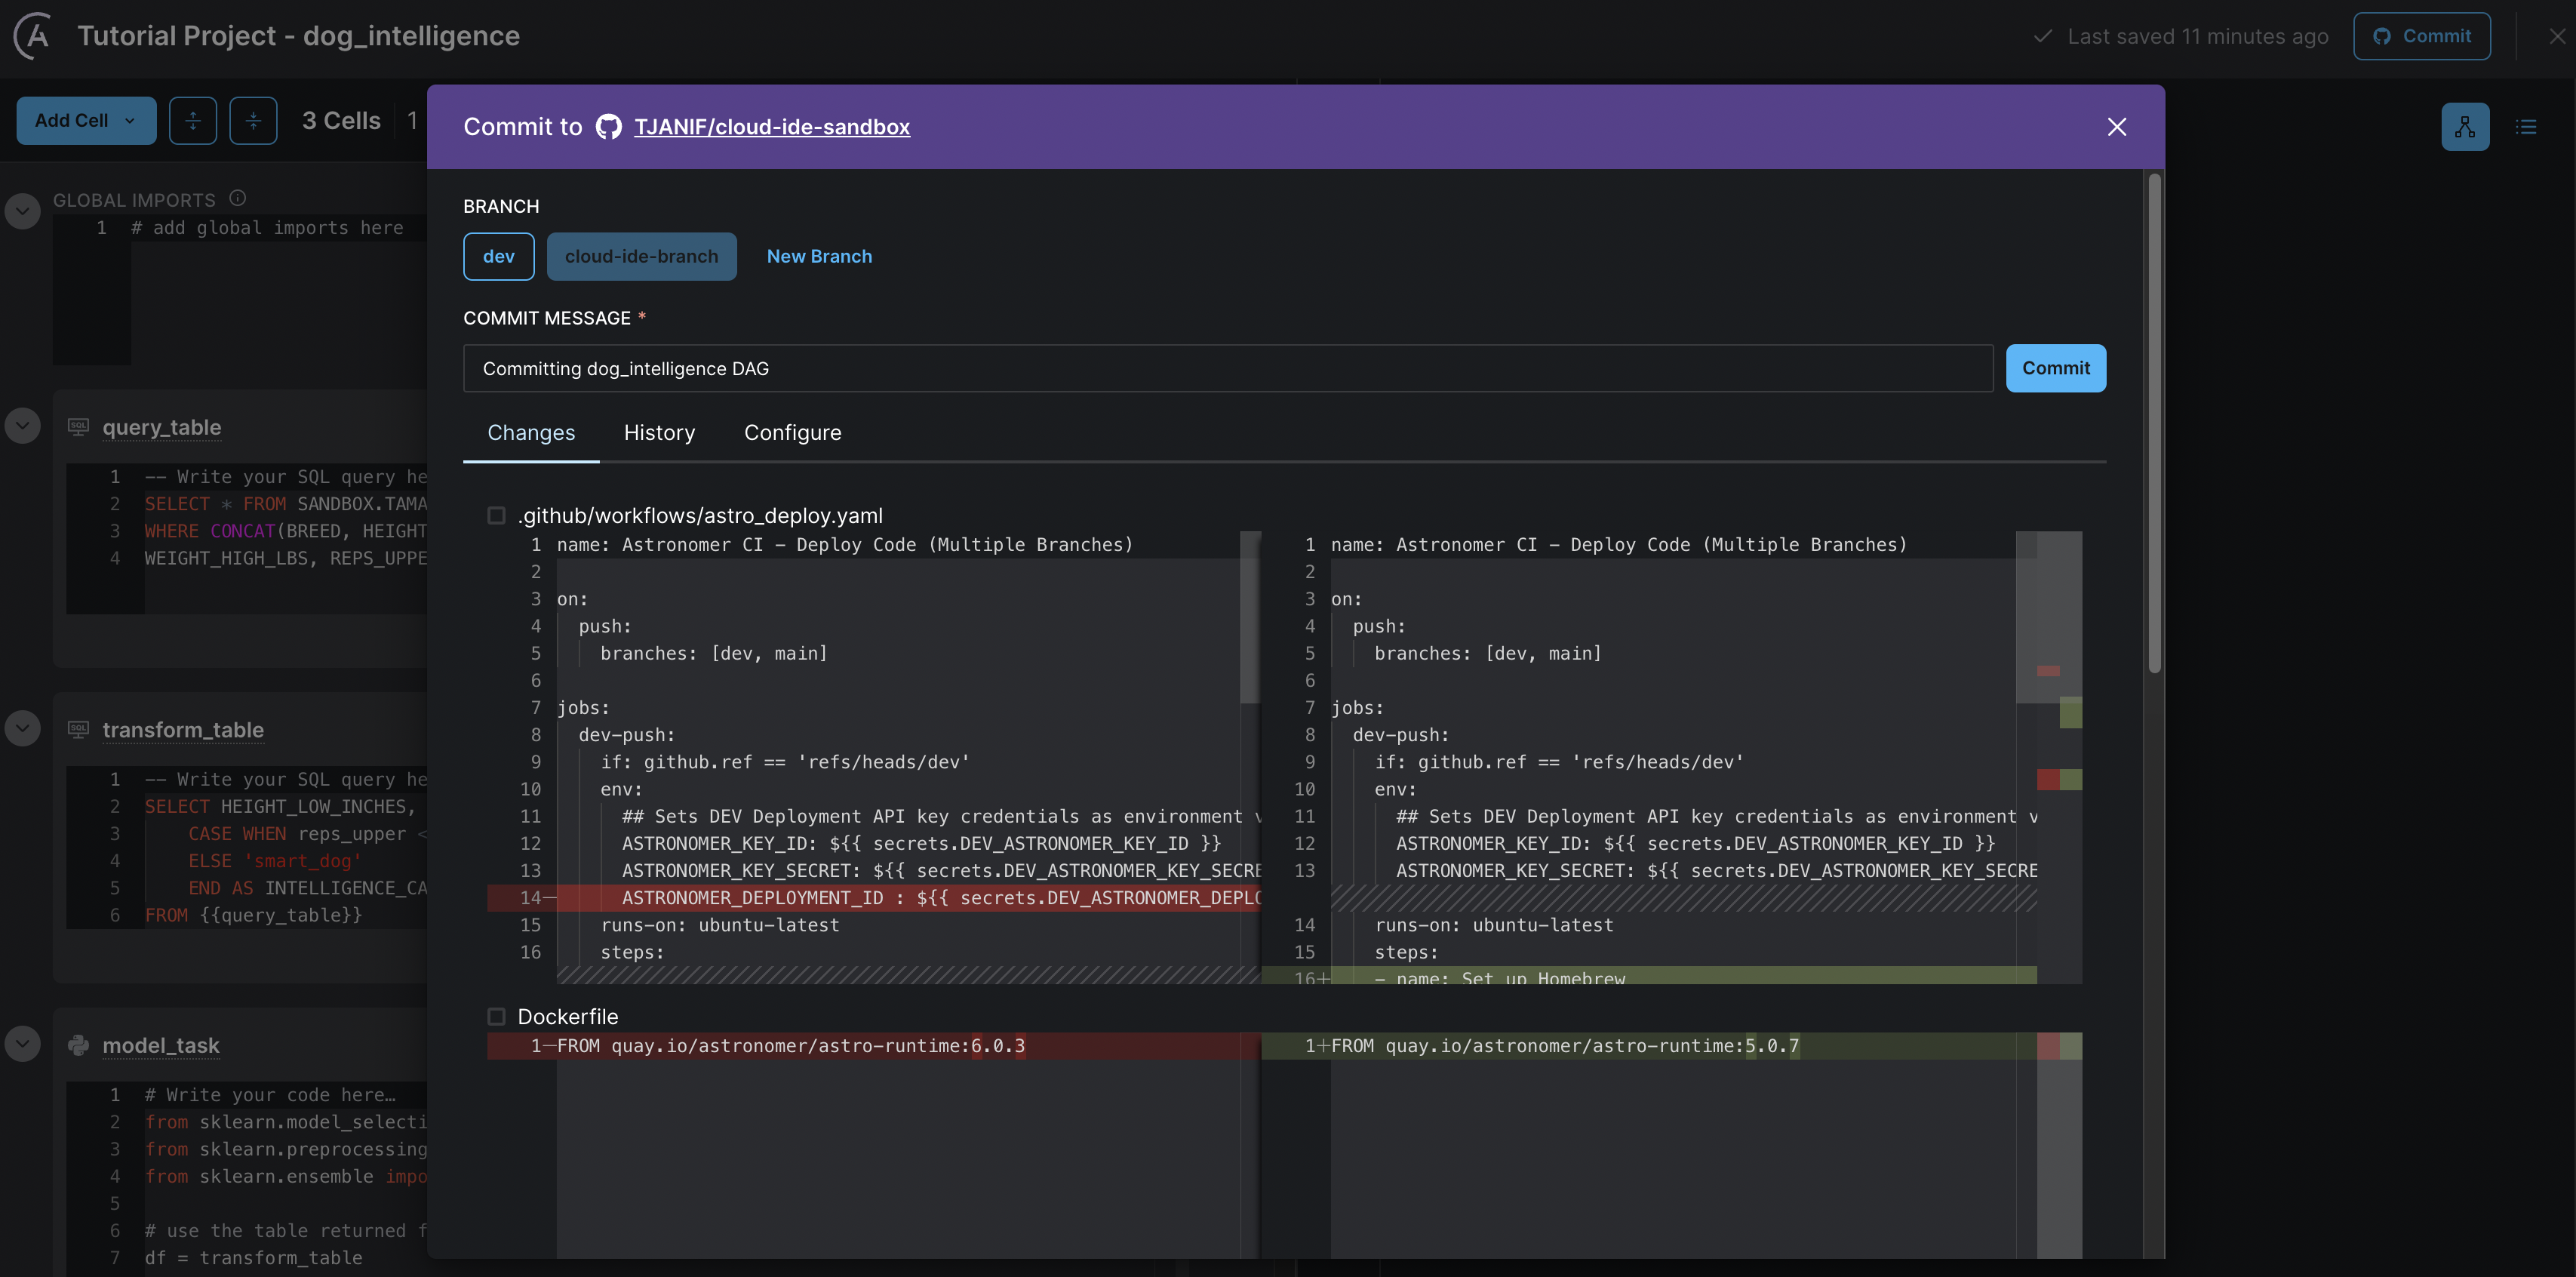 Tutorial Project - dog_intelligence
Last saved 11 minutes ago
Commit
Add Cell
3 Cells
1
GLOBAL IMPORTS
1 # add global imports here
query_table
1 -- Write your SQL query he
2 SELECT * FROM SANDBOX.TAMA
3 WHERE CONCAT(BREED, HEIGHT
4 WEIGHT_HIGH_LBS, REPS_UPPE
transform_table
1 -- Write your SQL query he
2 SELECT HEIGHT_LOW_INCHES,
3 CASE WHEN reps_upper <
4 ELSE 'smart_dog'
5 END AS INTELLIGENCE_CA
6 FROM {{query_table}}
model_task
1 # Write your code here…
2 from sklearn.model_selecti
3 from sklearn.preprocessing
4 from sklearn.ensemble impo
5
6 # use the table returned f
7 df = transform_table
Commit to TJANIF/cloud-ide-sandbox
BRANCH
dev
cloud-ide-branch
New Branch
COMMIT MESSAGE *
Committing dog_intelligence DAG
Commit
Changes
History
Configure
.github/workflows/astro_deploy.yaml
1 name: Astronomer CI - Deploy Code (Multiple Branches)
2
3 on:
4 push:
5 branches: [dev, main]
6
7 jobs:
8 dev-push:
9 if: github.ref == 'refs/heads/dev'
10 env:
11 ## Sets DEV Deployment API key credentials as environment v
12 ASTRONOMER_KEY_ID: ${{ secrets.DEV_ASTRONOMER_KEY_ID }}
13 ASTRONOMER_KEY_SECRET: ${{ secrets.DEV_ASTRONOMER_KEY_SECRE
14− ASTRONOMER_DEPLOYMENT_ID : ${{ secrets.DEV_ASTRONOMER_DEPLO
15 runs-on: ubuntu-latest
16 steps:
1 name: Astronomer CI - Deploy Code (Multiple Branches)
2
3 on:
4 push:
5 branches: [dev, main]
6
7 jobs:
8 dev-push:
9 if: github.ref == 'refs/heads/dev'
10 env:
11 ## Sets DEV Deployment API key credentials as environment v
12 ASTRONOMER_KEY_ID: ${{ secrets.DEV_ASTRONOMER_KEY_ID }}
13 ASTRONOMER_KEY_SECRET: ${{ secrets.DEV_ASTRONOMER_KEY_SECRE
14 runs-on: ubuntu-latest
15 steps:
16+ - name: Set up Homebrew
Dockerfile
1−FROM quay.io/astronomer/astro-runtime:6.0.3
1+FROM quay.io/astronomer/astro-runtime:5.0.7